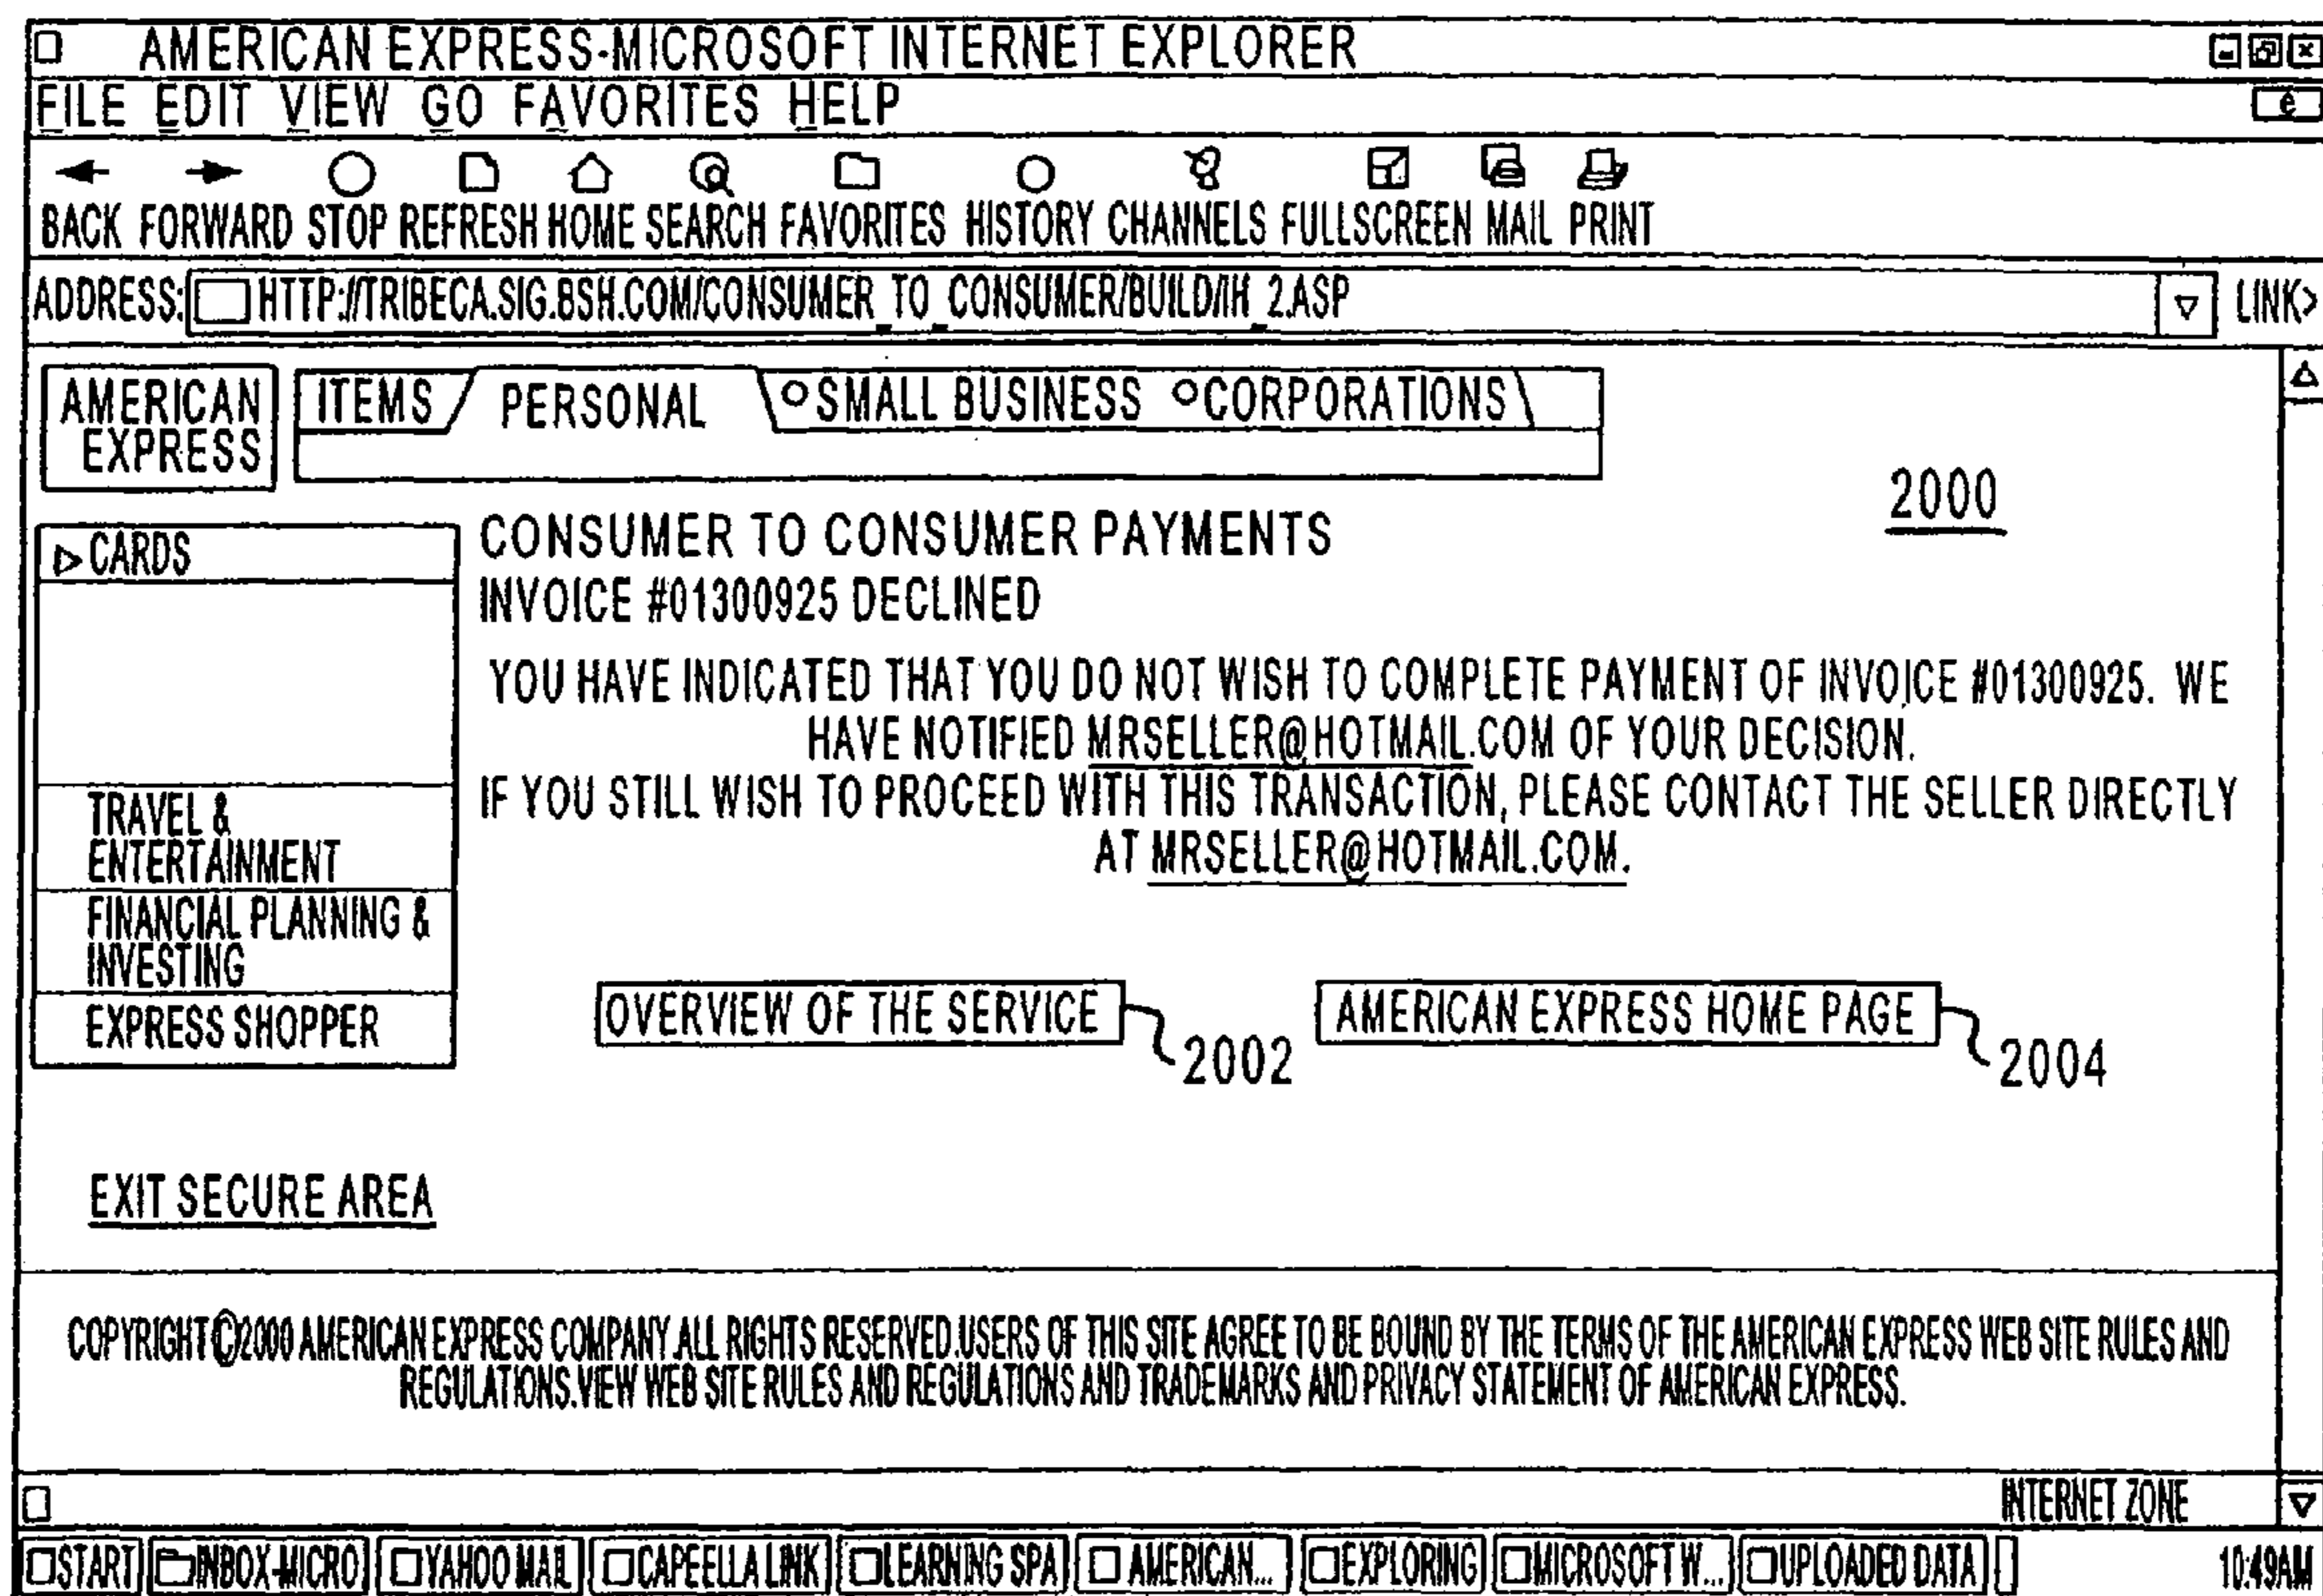 AMERICAN EXPRESS-MICROSOFT INTERNET EXPLORER
FILE EDIT VIEW GO FAVORITES HELP
BACK FORWARD STOP REFRESH HOME SEARCH FAVORITES HISTORY CHANNELS FULLSCREEN MAIL PRINT
ADDRESS: HTTP://TRIBECA.SIG.BSH.COM/CONSUMER_TO_CONSUMER/BUILD/IH_2.ASP LINK>
AMERICAN EXPRESS
ITEMS PERSONAL SMALL BUSINESS CORPORATIONS
2000
CARDS
TRAVEL &
ENTERTAINMENT
FINANCIAL PLANNING &
INVESTING
EXPRESS SHOPPER
CONSUMER TO CONSUMER PAYMENTS
INVOICE #01300925 DECLINED
YOU HAVE INDICATED THAT YOU DO NOT WISH TO COMPLETE PAYMENT OF INVOICE #01300925. WE
HAVE NOTIFIED MRSELLER@HOTMAIL.COM OF YOUR DECISION.
IF YOU STILL WISH TO PROCEED WITH THIS TRANSACTION, PLEASE CONTACT THE SELLER DIRECTLY
AT MRSELLER@HOTMAIL.COM.
OVERVIEW OF THE SERVICE 2002
AMERICAN EXPRESS HOME PAGE 2004
EXIT SECURE AREA
COPYRIGHT©2000 AMERICAN EXPRESS COMPANY.ALL RIGHTS RESERVED.USERS OF THIS SITE AGREE TO BE BOUND BY THE TERMS OF THE AMERICAN EXPRESS WEB SITE RULES AND
REGULATIONS.VIEW WEB SITE RULES AND REGULATIONS AND TRADEMARKS AND PRIVACY STATEMENT OF AMERICAN EXPRESS.
INTERNET ZONE
START INBOX-MICRO YAHOO MAIL CAPEELLA LINK LEARNING SPA AMERICAN... EXPLORING MICROSOFT W... UPLOADED DATA 10:49AM